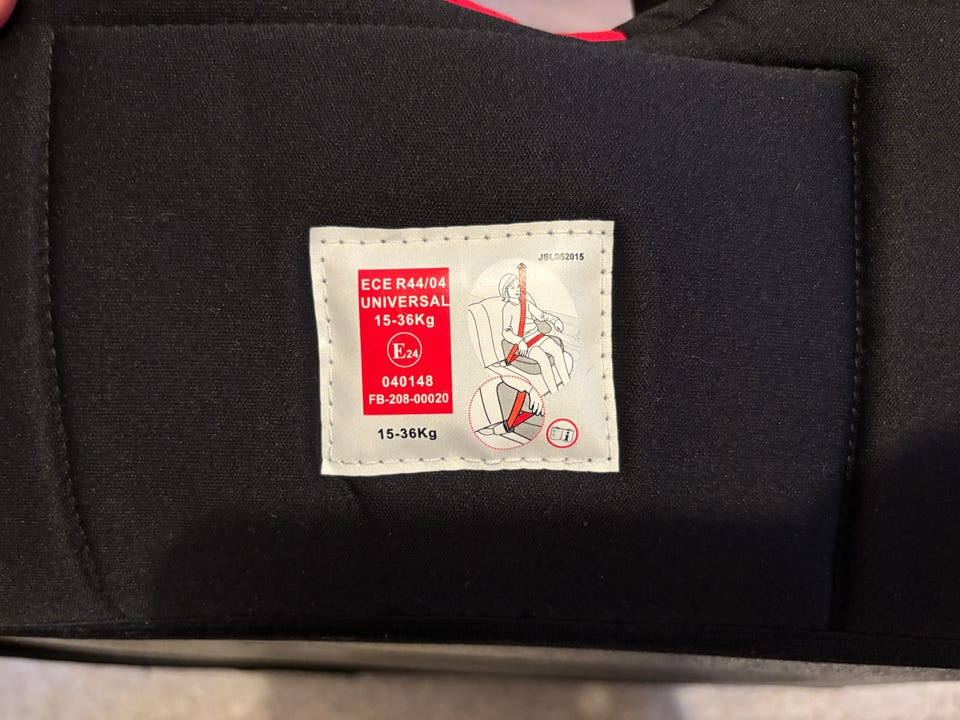 ECE R44/04
UNIVERSAL
15-36Kg
E24
040148
FB-208-00020
15-36Kg
JSL052015
i